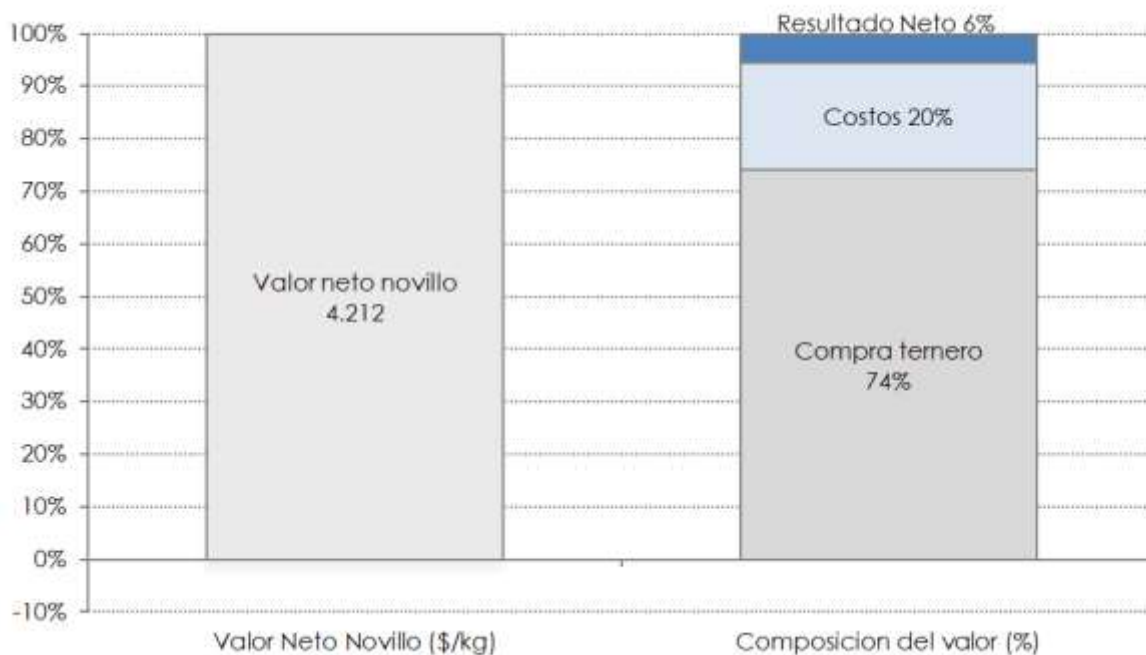 Resultado Neto 6%
100%
90%
Costos 20%
80%
70%
60%
Valor neto novillo
50%
4.212
40%
Compra ternero
74%
30%
20%
10%
0%
-10%
Valor Neto Novillo ($/kg)
Composicion del valor (%)